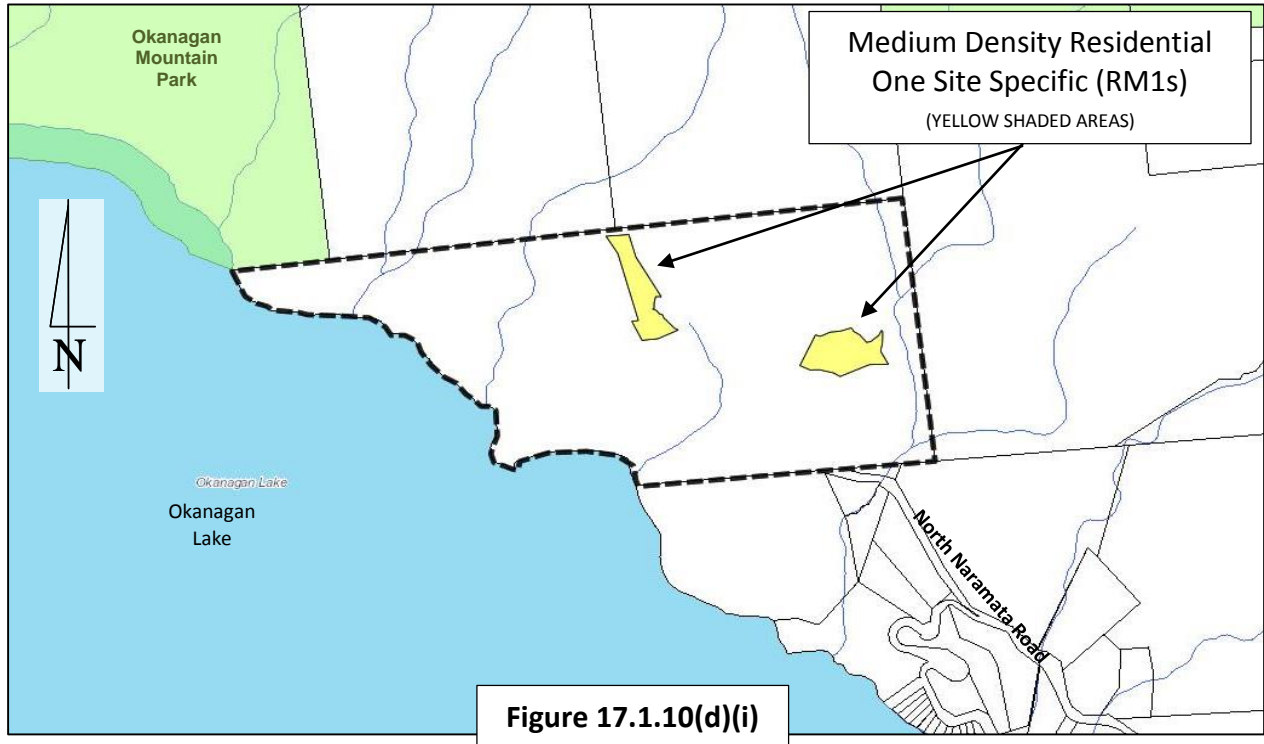 Okanagan
Mountain
Park
Medium Density Residential
One Site Specific (RM1s)
(YELLOW SHADED AREAS)
N
Okanagan Lake
Okanagan
Lake
North Naramata Road
Figure 17.1.10(d)(i)